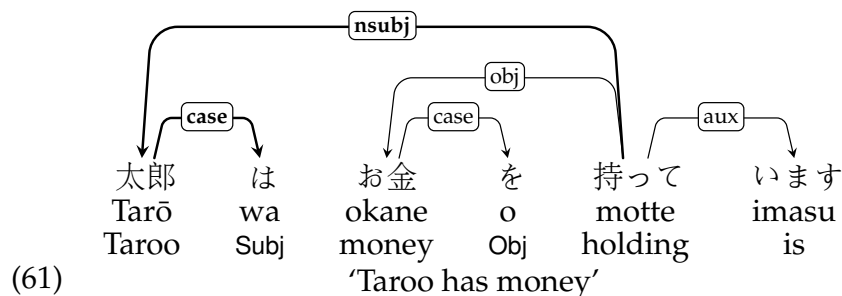 nsubj
obj
case case aux
太郎 は お金 を 持って います
Tarō wa okane o motte imasu
Taroo Subj money Obj holding is
(61) ‘Taroo has money’